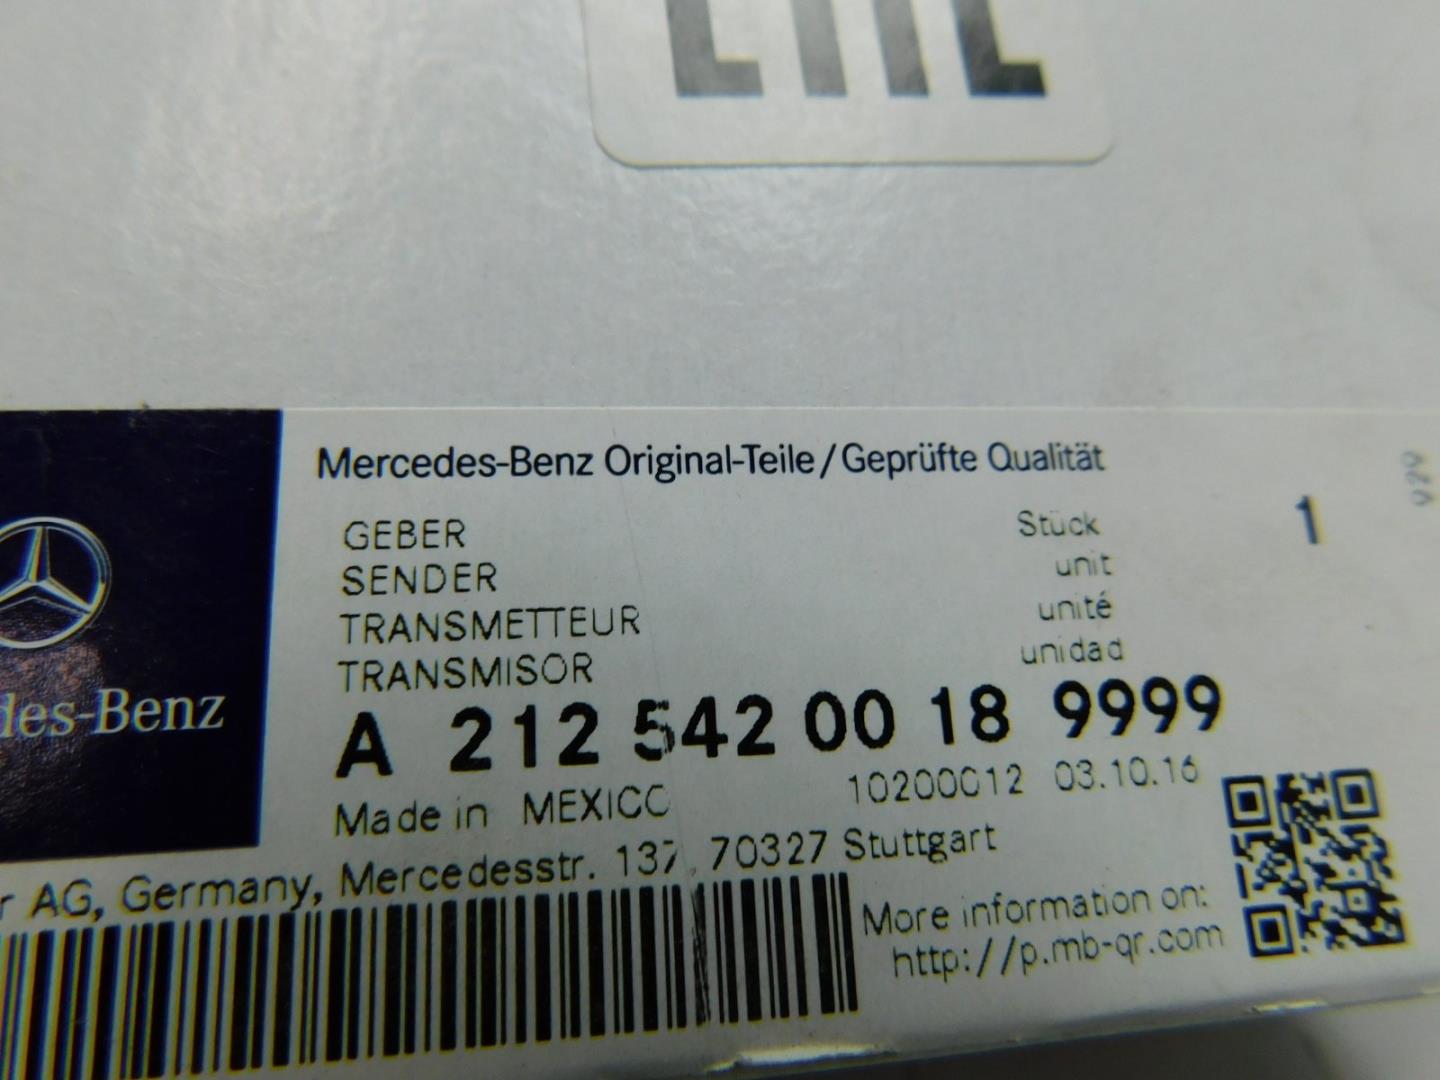 Mercedes-Benz Original-Teile/Geprüfte Qualität
GEBER Stück 1
SENDER unit
TRANSMETTEUR unité
TRANSMISOR unidad
des-Benz
A 212 542 00 18 9999
Made in MEXICO 10200012 03.10.16
r AG, Germany, Mercedesstr. 137, 70327 Stuttgart
More information on:
http://p.mb-qr.com